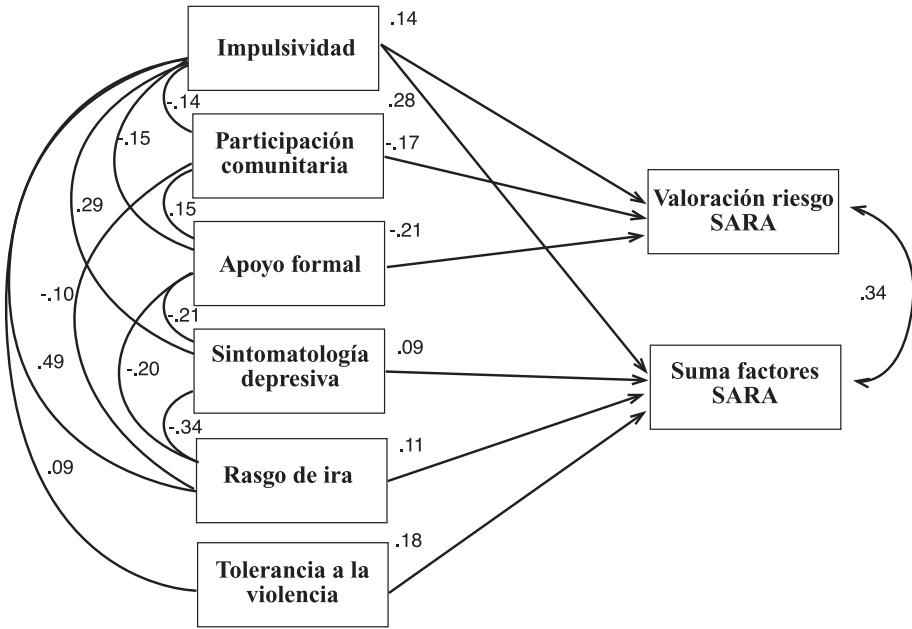 .14
Impulsividad
.28
-.14
-.15
Participación
comunitaria
-.17
Valoración riesgo
SARA
.29
.15
-.21
Apoyo formal
-.10
-.21
.34
.09
Sintomatología
depresiva
Suma factores
SARA
.49
-.20
-.34
.11
.09
Rasgo de ira
.18
Tolerancia a la
violencia